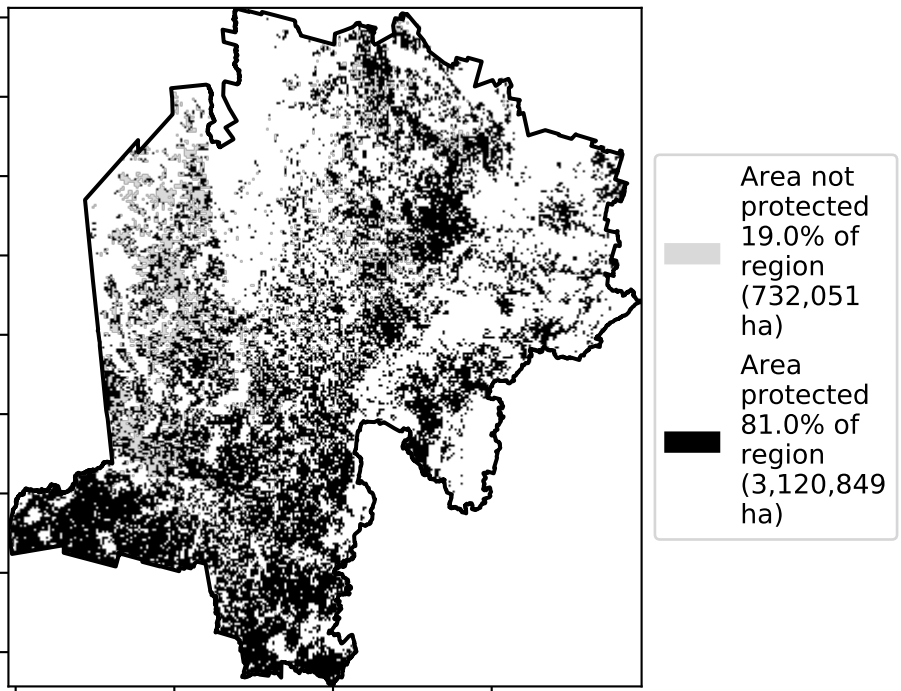 Area not
protected
19.0% of
region
(732,051
ha)
Area
protected
81.0% of
region
(3,120,849
ha)